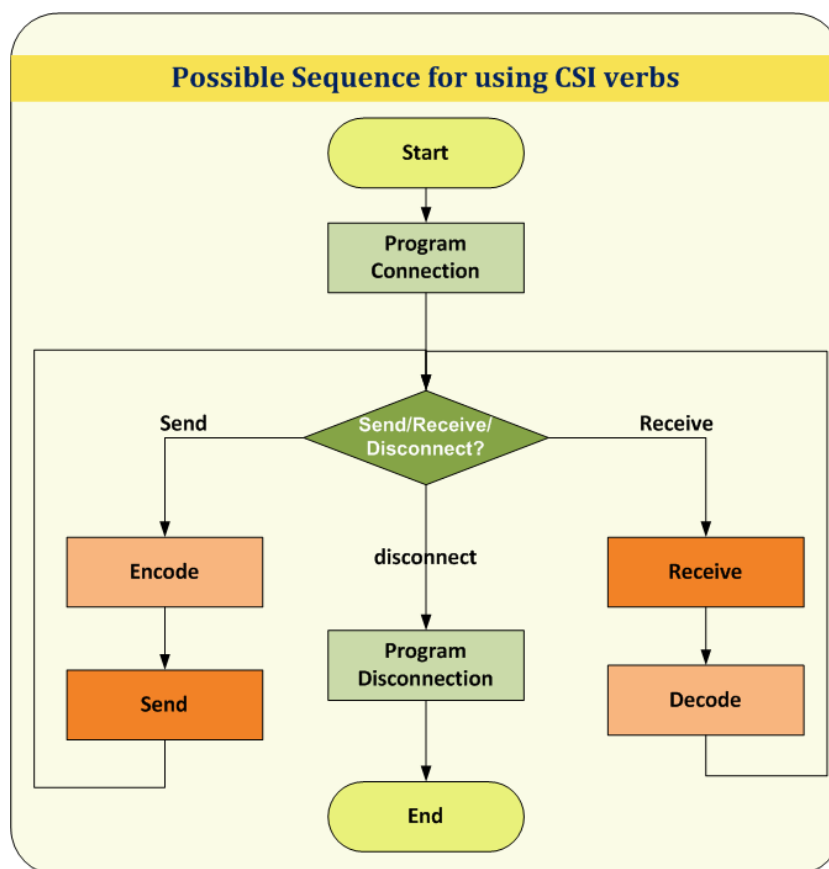 Possible Sequence for using CSI verbs
Start
Program
Connection
Send/Receive/
Disconnect?
Send
Receive
disconnect
Encode
Send
Program
Disconnection
Receive
Decode
End